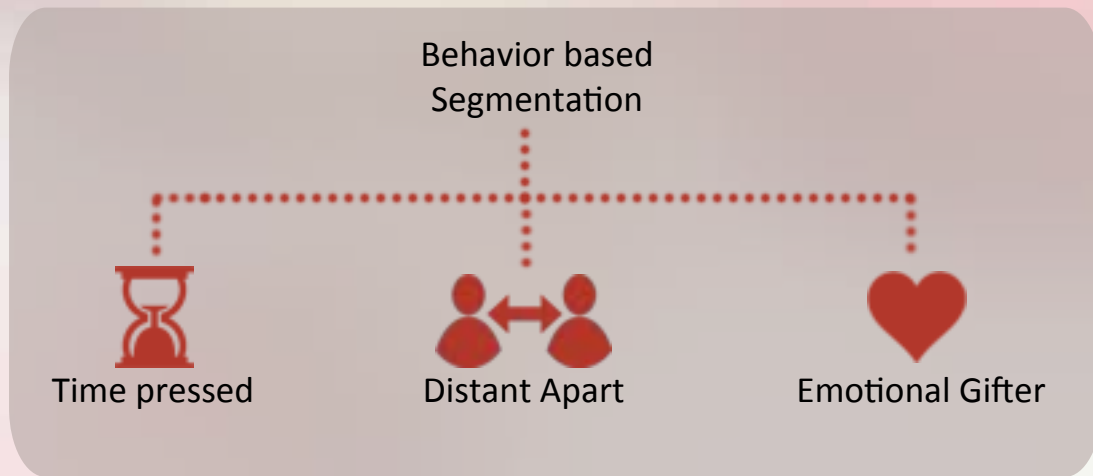 Behavior based
Segmentation
Time pressed
Distant Apart
Emotional Gifter